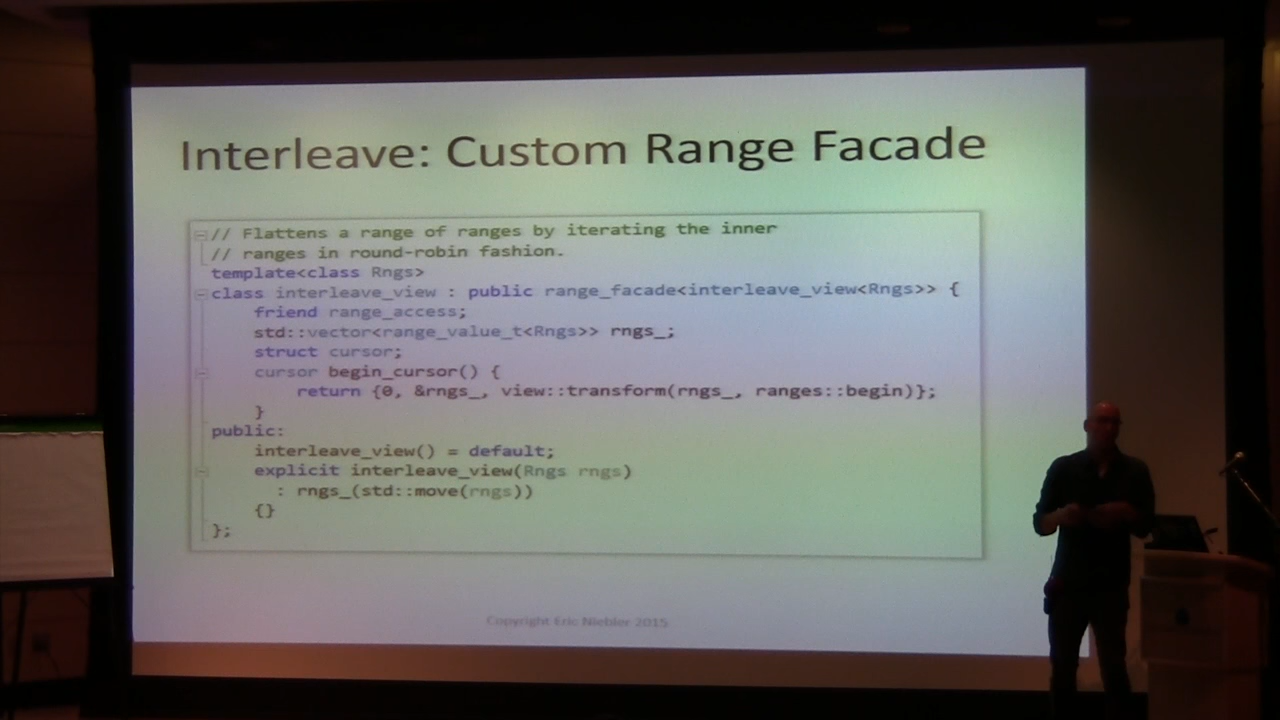 Interleave: Custom Range Facade
// Flattens a range of ranges by iterating the inner
// ranges in round-robin fashion.
template<class Rngs>
class interleave_view : public range_facade<interleave_view<Rngs>> {
    friend range_access;
    std::vector<range_value_t<Rngs>> rngs_;
    struct cursor;
    cursor begin_cursor() {
        return {0, &rngs_, view::transform(rngs_, ranges::begin)};
    }
public:
    interleave_view() = default;
    explicit interleave_view(Rngs rngs)
      : rngs_(std::move(rngs))
    {}
};
Copyright Eric Niebler 2015